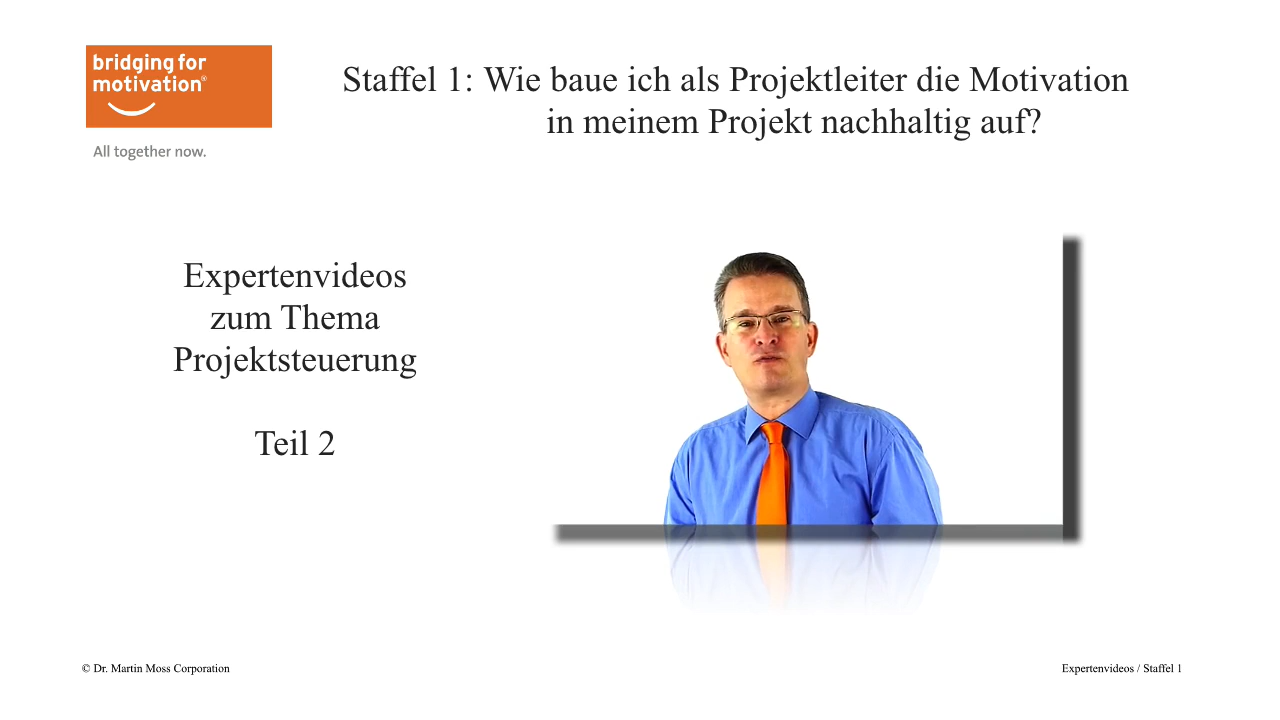 bridging for
motivation®
All together now.
Staffel 1: Wie baue ich als Projektleiter die Motivation
in meinem Projekt nachhaltig auf?
Expertenvideos
zum Thema
Projektsteuerung
Teil 2
© Dr. Martin Moss Corporation
Expertenvideos / Staffel 1